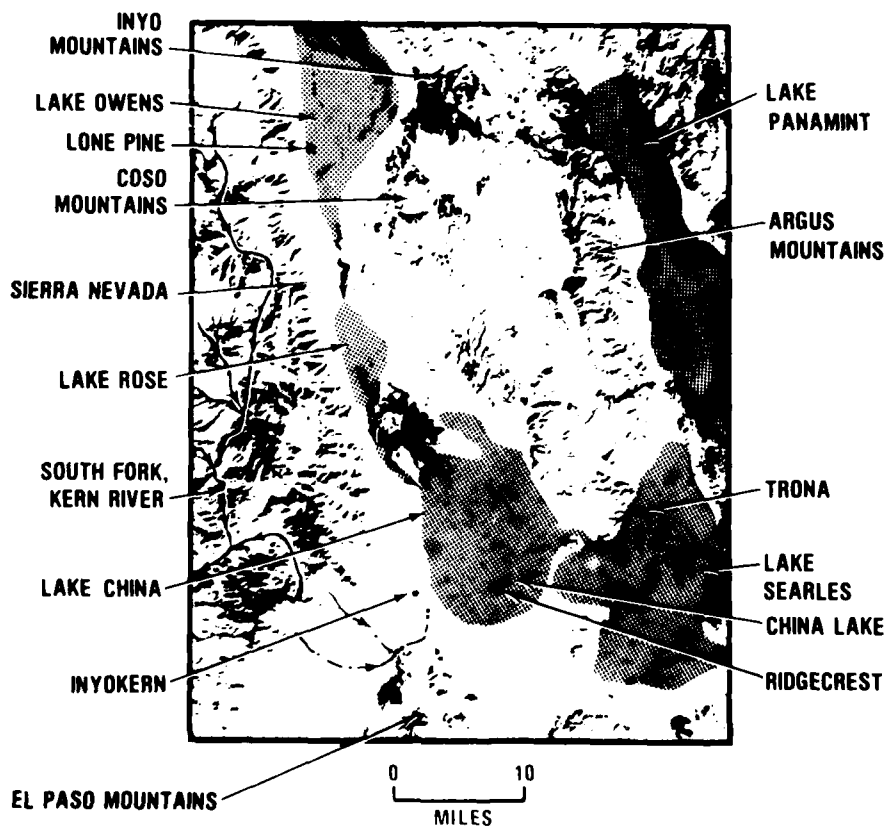 INYO
MOUNTAINS
LAKE OWENS
LONE PINE
COSO
MOUNTAINS
SIERRA NEVADA
LAKE ROSE
SOUTH FORK,
KERN RIVER
LAKE CHINA
INYOKERN
EL PASO MOUNTAINS
LAKE
PANAMINT
ARGUS
MOUNTAINS
TRONA
LAKE
SEARLES
CHINA LAKE
RIDGECREST
0 10
MILES